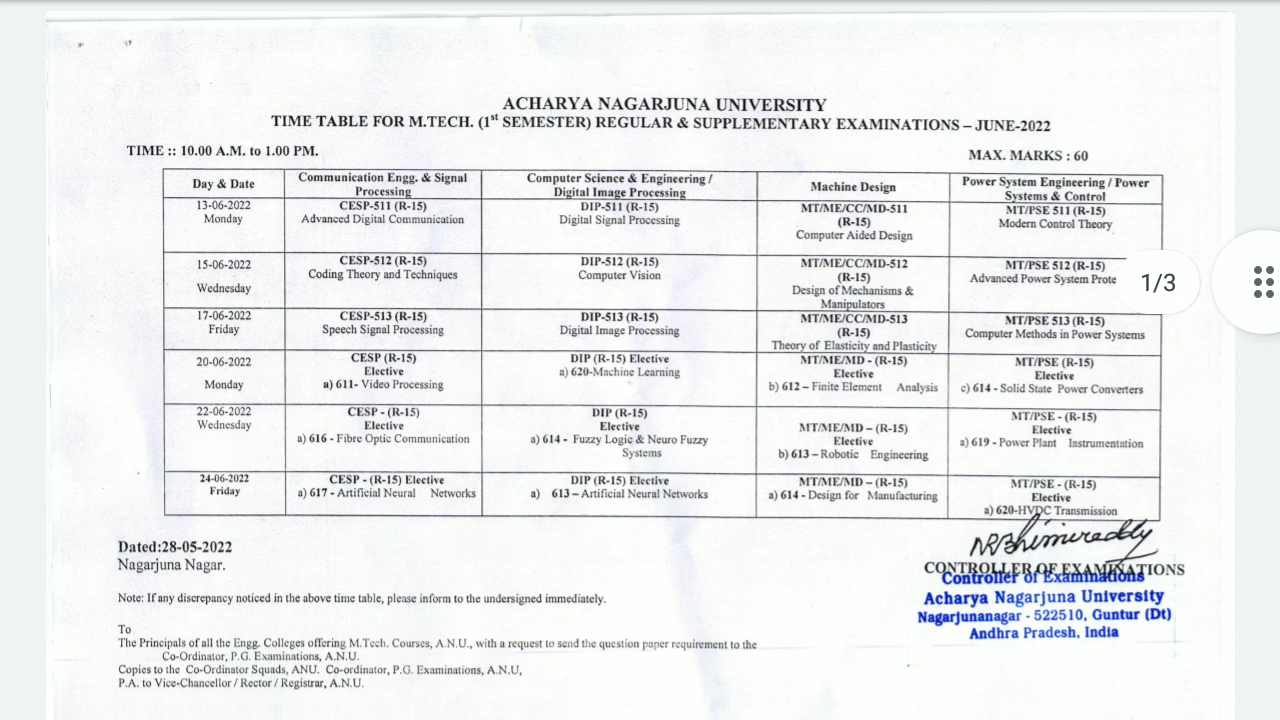 ACHARYA NAGARJUNA UNIVERSITY
TIME TABLE FOR M.TECH. (1st SEMESTER) REGULAR & SUPPLEMENTARY EXAMINATIONS – JUNE-2022
TIME :: 10.00 A.M. to 1.00 PM.
MAX. MARKS : 60
Day & Date
Communication Engg. & Signal
Processing
Computer Science & Engineering /
Digital Image Processing
Machine Design
Power System Engineering / Power
Systems & Control
13-06-2022
Monday
CESP-511 (R-15)
Advanced Digital Communication
DIP-511 (R-15)
Digital Signal Processing
MT/ME/CC/MD-511
(R-15)
Computer Aided Design
MT/PSE 511 (R-15)
Modern Control Theory
15-06-2022
Wednesday
CESP-512 (R-15)
Coding Theory and Techniques
DIP-512 (R-15)
Computer Vision
MT/ME/CC/MD-512
(R-15)
Design of Mechanisms &
Manipulators
MT/PSE 512 (R-15)
Advanced Power System Prote
1/3
17-06-2022
Friday
CESP-513 (R-15)
Speech Signal Processing
DIP-513 (R-15)
Digital Image Processing
MT/ME/CC/MD-513
(R-15)
Theory of Elasticity and Plasticity
MT/PSE 513 (R-15)
Computer Methods in Power Systems
20-06-2022
Monday
CESP (R-15)
Elective
a) 611- Video Processing
DIP (R-15) Elective
a) 620-Machine Learning
MT/ME/MD - (R-15)
Elective
b) 612 – Finite Element Analysis
MT/PSE (R-15)
Elective
c) 614 - Solid State Power Converters
22-06-2022
Wednesday
CESP - (R-15)
Elective
a) 616 - Fibre Optic Communication
DIP (R-15)
Elective
a) 614 - Fuzzy Logic & Neuro Fuzzy
Systems
MT/ME/MD – (R-15)
Elective
b) 613 – Robotic Engineering
MT/PSE - (R-15)
Elective
a) 619 - Power Plant Instrumentation
24-06-2022
Friday
CESP - (R-15) Elective
a) 617 - Artificial Neural Networks
DIP (R-15) Elective
a) 613 – Artificial Neural Networks
MT/ME/MD – (R-15)
a) 614 - Design for Manufacturing
MT/PSE - (R-15)
Elective
a) 620-HVDC Transmission
Dated:28-05-2022
Nagarjuna Nagar.
CONTROLLER OF EXAMINATIONS
Controller of Examinations
Acharya Nagarjuna University
Nagarjunanagar - 522510, Guntur (Dt)
Andhra Pradesh, India
Note: If any discrepancy noticed in the above time table, please inform to the undersigned immediately.
To
The Principals of all the Engg. Colleges offering M.Tech. Courses, A.N.U., with a request to send the question paper requirement to the
Co-Ordinator, P.G. Examinations, A.N.U.
Copies to the Co-Ordinator Squads, ANU. Co-ordinator, P.G. Examinations, A.N.U,
P.A. to Vice-Chancellor / Rector / Registrar, A.N.U.